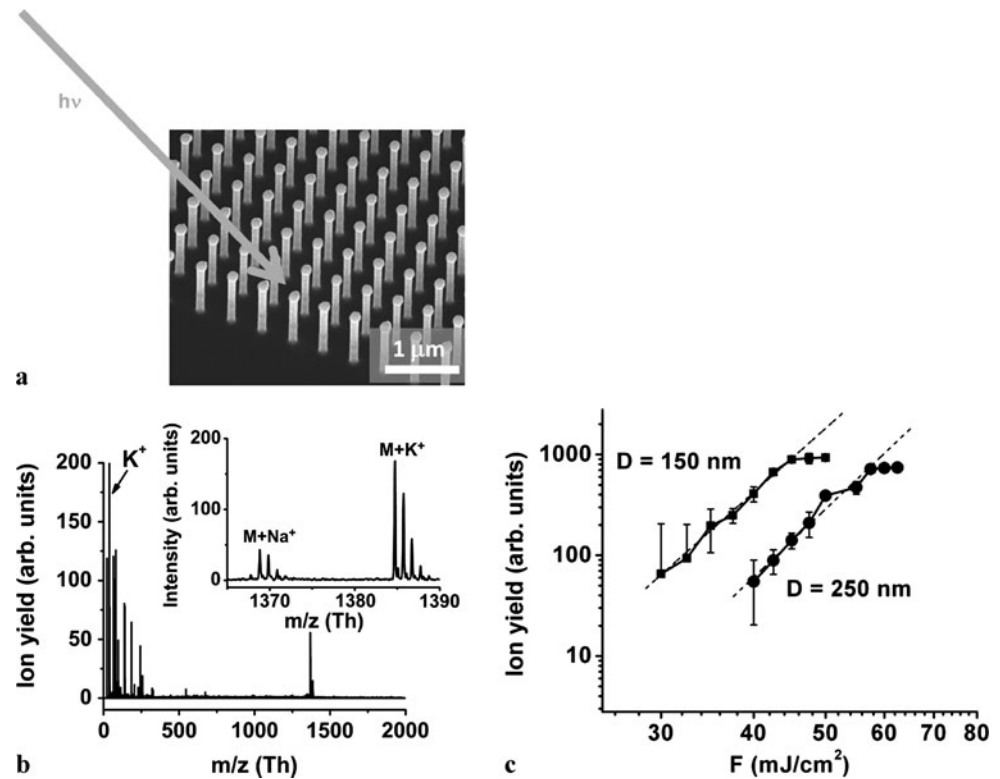 hν
1 μm
a
K⁺
200
150
100
50
0
0 500 1000 1500 2000
m/z (Th)
Ion yield (arb. units)
200
100
0
1370 1380 1390
m/z (Th)
Intensity (arb. units)
M+Na⁺
M+K⁺
b
1000
100
10
30 40 50 60 70 80
F (mJ/cm²)
Ion yield (arb. units)
D = 150 nm
D = 250 nm
c